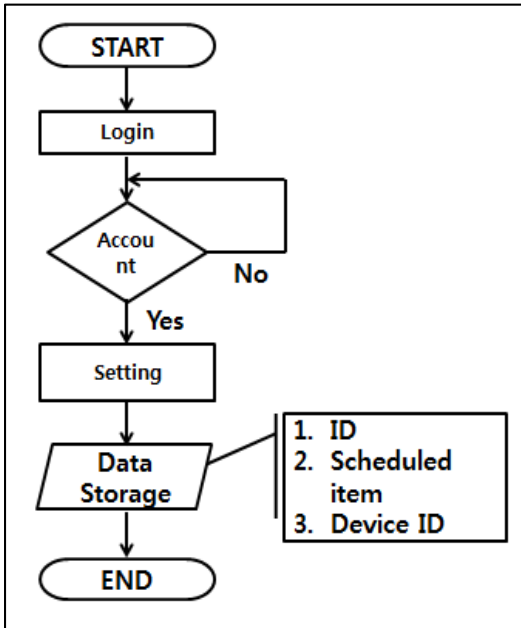 START
Login
Accou
nt
No
Yes
Setting
Data
Storage
1. ID
2. Scheduled
item
3. Device ID
END